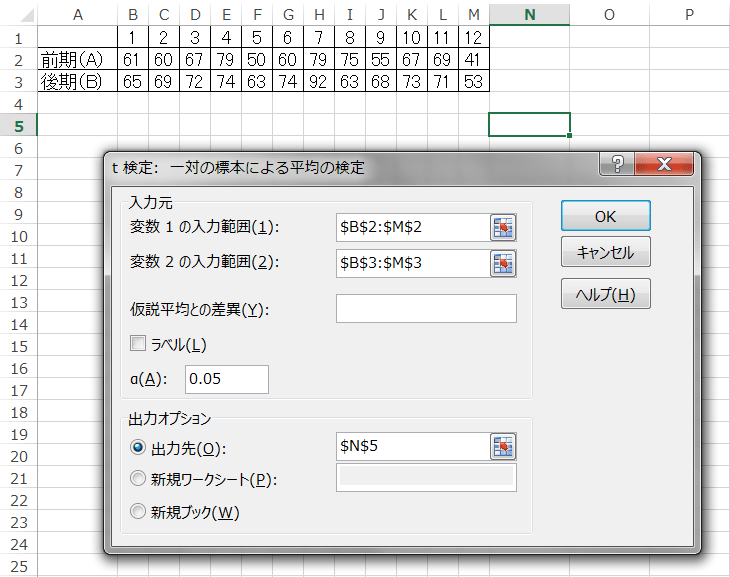 A B C D E F G H I J K L M N O P
1 1 2 3 4 5 6 7 8 9 10 11 12
2 前期(A) 61 60 67 79 50 60 79 75 55 67 69 41
3 後期(B) 65 69 72 74 63 74 92 63 68 73 71 53
4
5
6
7
8
9
10
11
12
13
14
15
16
17
18
19
20
21
22
23
24
25
t 検定: 一対の標本による平均の検定
?
入力元
変数 1 の入力範囲(1): $B$2:$M$2
変数 2 の入力範囲(2): $B$3:$M$3
仮説平均との差異(Y):
ラベル(L)
α(A): 0.05
出力オプション
出力先(O): $N$5
新規ワークシート(P):
新規ブック(W)
OK
キャンセル
ヘルプ(H)